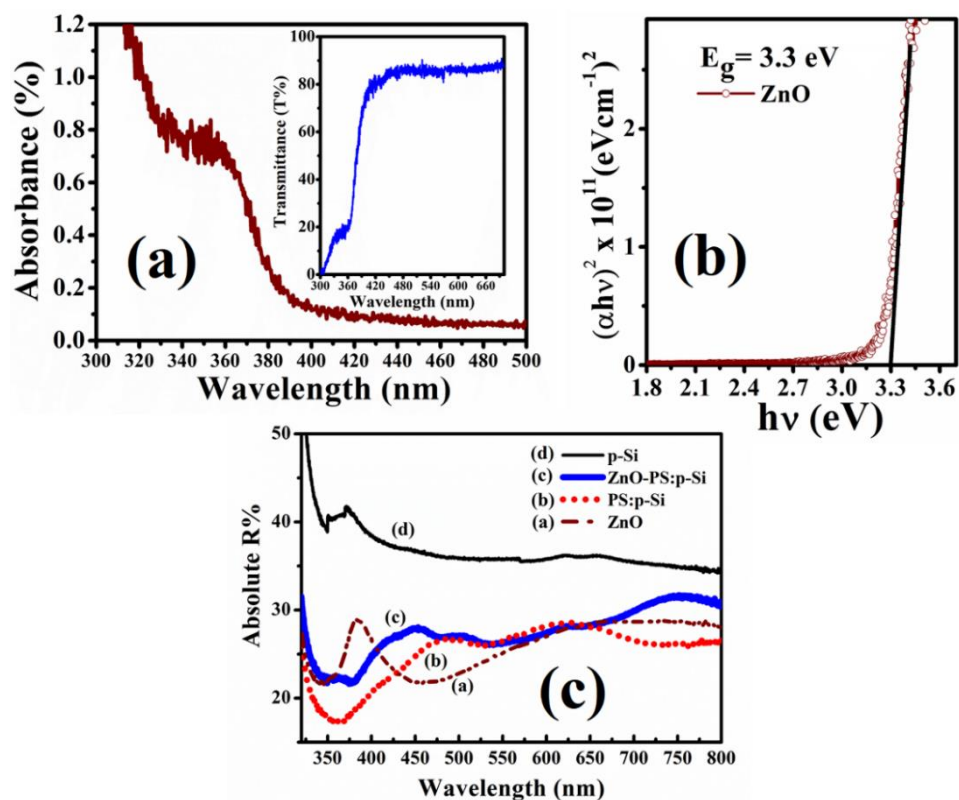 1.2
1.0
0.8
0.6
0.4
0.2
0.0
Absorbance (%)
300 320 340 360 380 400 420 440 460 480 500
Wavelength (nm)
(a)
100
80
60
40
20
0
Transmittance (T%)
300 360 420 480 540 600 660
Wavelength (nm)
(b)
E_g= 3.3 eV
ZnO
2
1
0
(αhν)² x 10¹¹(eVcm⁻¹)²
1.8 2.1 2.4 2.7 3.0 3.3 3.6
hν (eV)
50
40
30
20
Absolute R%
(d) p-Si
(c) ZnO-PS:p-Si
(b) PS:p-Si
(a) ZnO
(d)
(c)
(b)
(a)
(c)
350 400 450 500 550 600 650 700 750 800
Wavelength (nm)